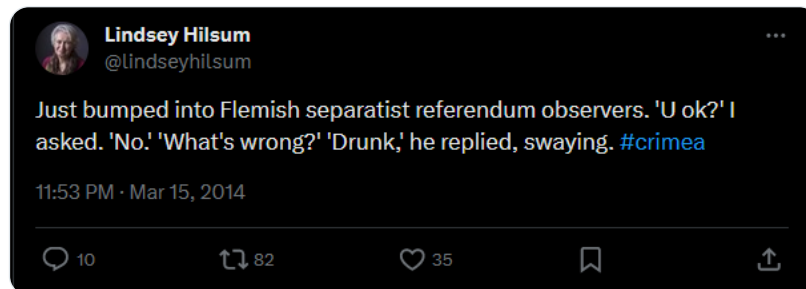 Lindsey Hilsum
@lindseyhilsum
Just bumped into Flemish separatist referendum observers. 'U ok?' I
asked. 'No.' 'What's wrong?' 'Drunk,' he replied, swaying. #crimea
11:53 PM · Mar 15, 2014
10 82 35